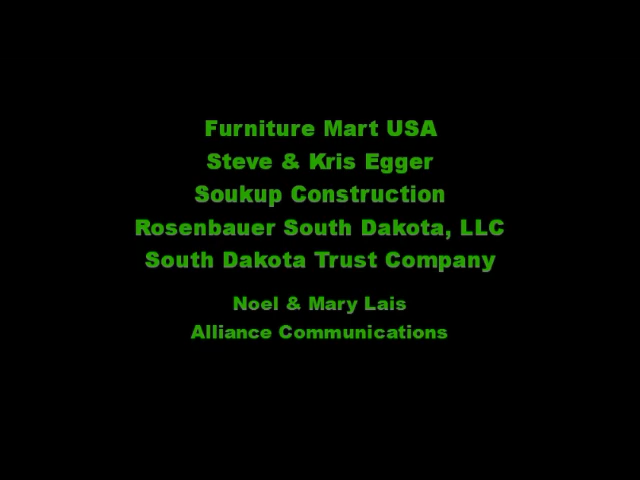 Furniture Mart USA
Steve & Kris Egger
Soukup Construction
Rosenbauer South Dakota, LLC
South Dakota Trust Company
Noel & Mary Lais
Alliance Communications